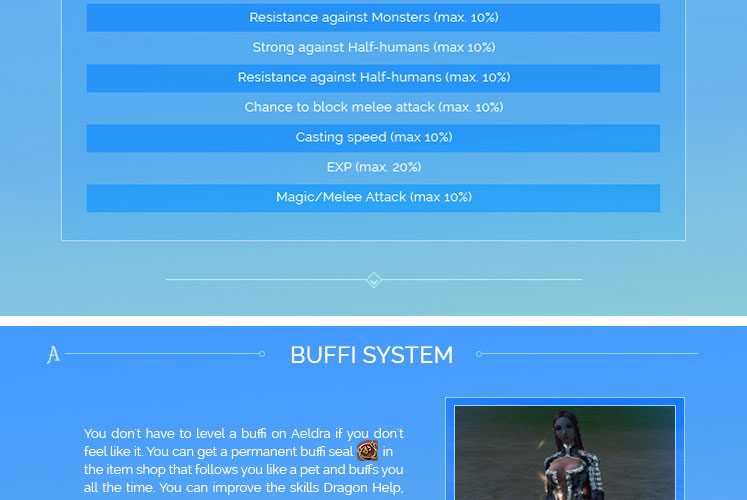 Resistance against Monsters (max. 10%)
Strong against Half-humans (max 10%)
Resistance against Half-humans (max. 10%)
Chance to block melee attack (max. 10%)
Casting speed (max 10%)
EXP (max. 20%)
Magic/Melee Attack (max 10%)
A
BUFFI SYSTEM
You don't have to level a buffi on Aeldra if you don't
feel like it. You can get a permanent buffi seal in
the item shop that follows you like a pet and buffs you
all the time. You can improve the skills Dragon Help,